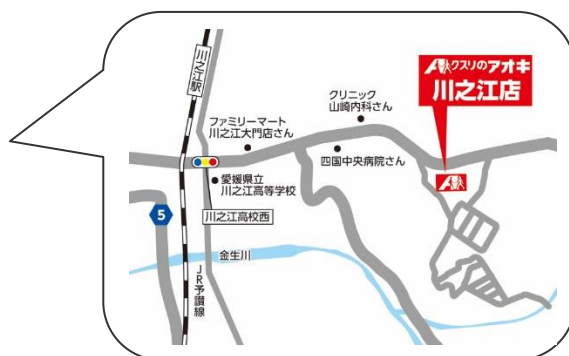 クスリのアオキ
川之江店
川之江駅
クリニック
山崎内科さん
ファミリーマート
川之江大門店さん
四国中央病院さん
愛媛県立
川之江高等学校
川之江高校西
5
金生川
JR予讃線